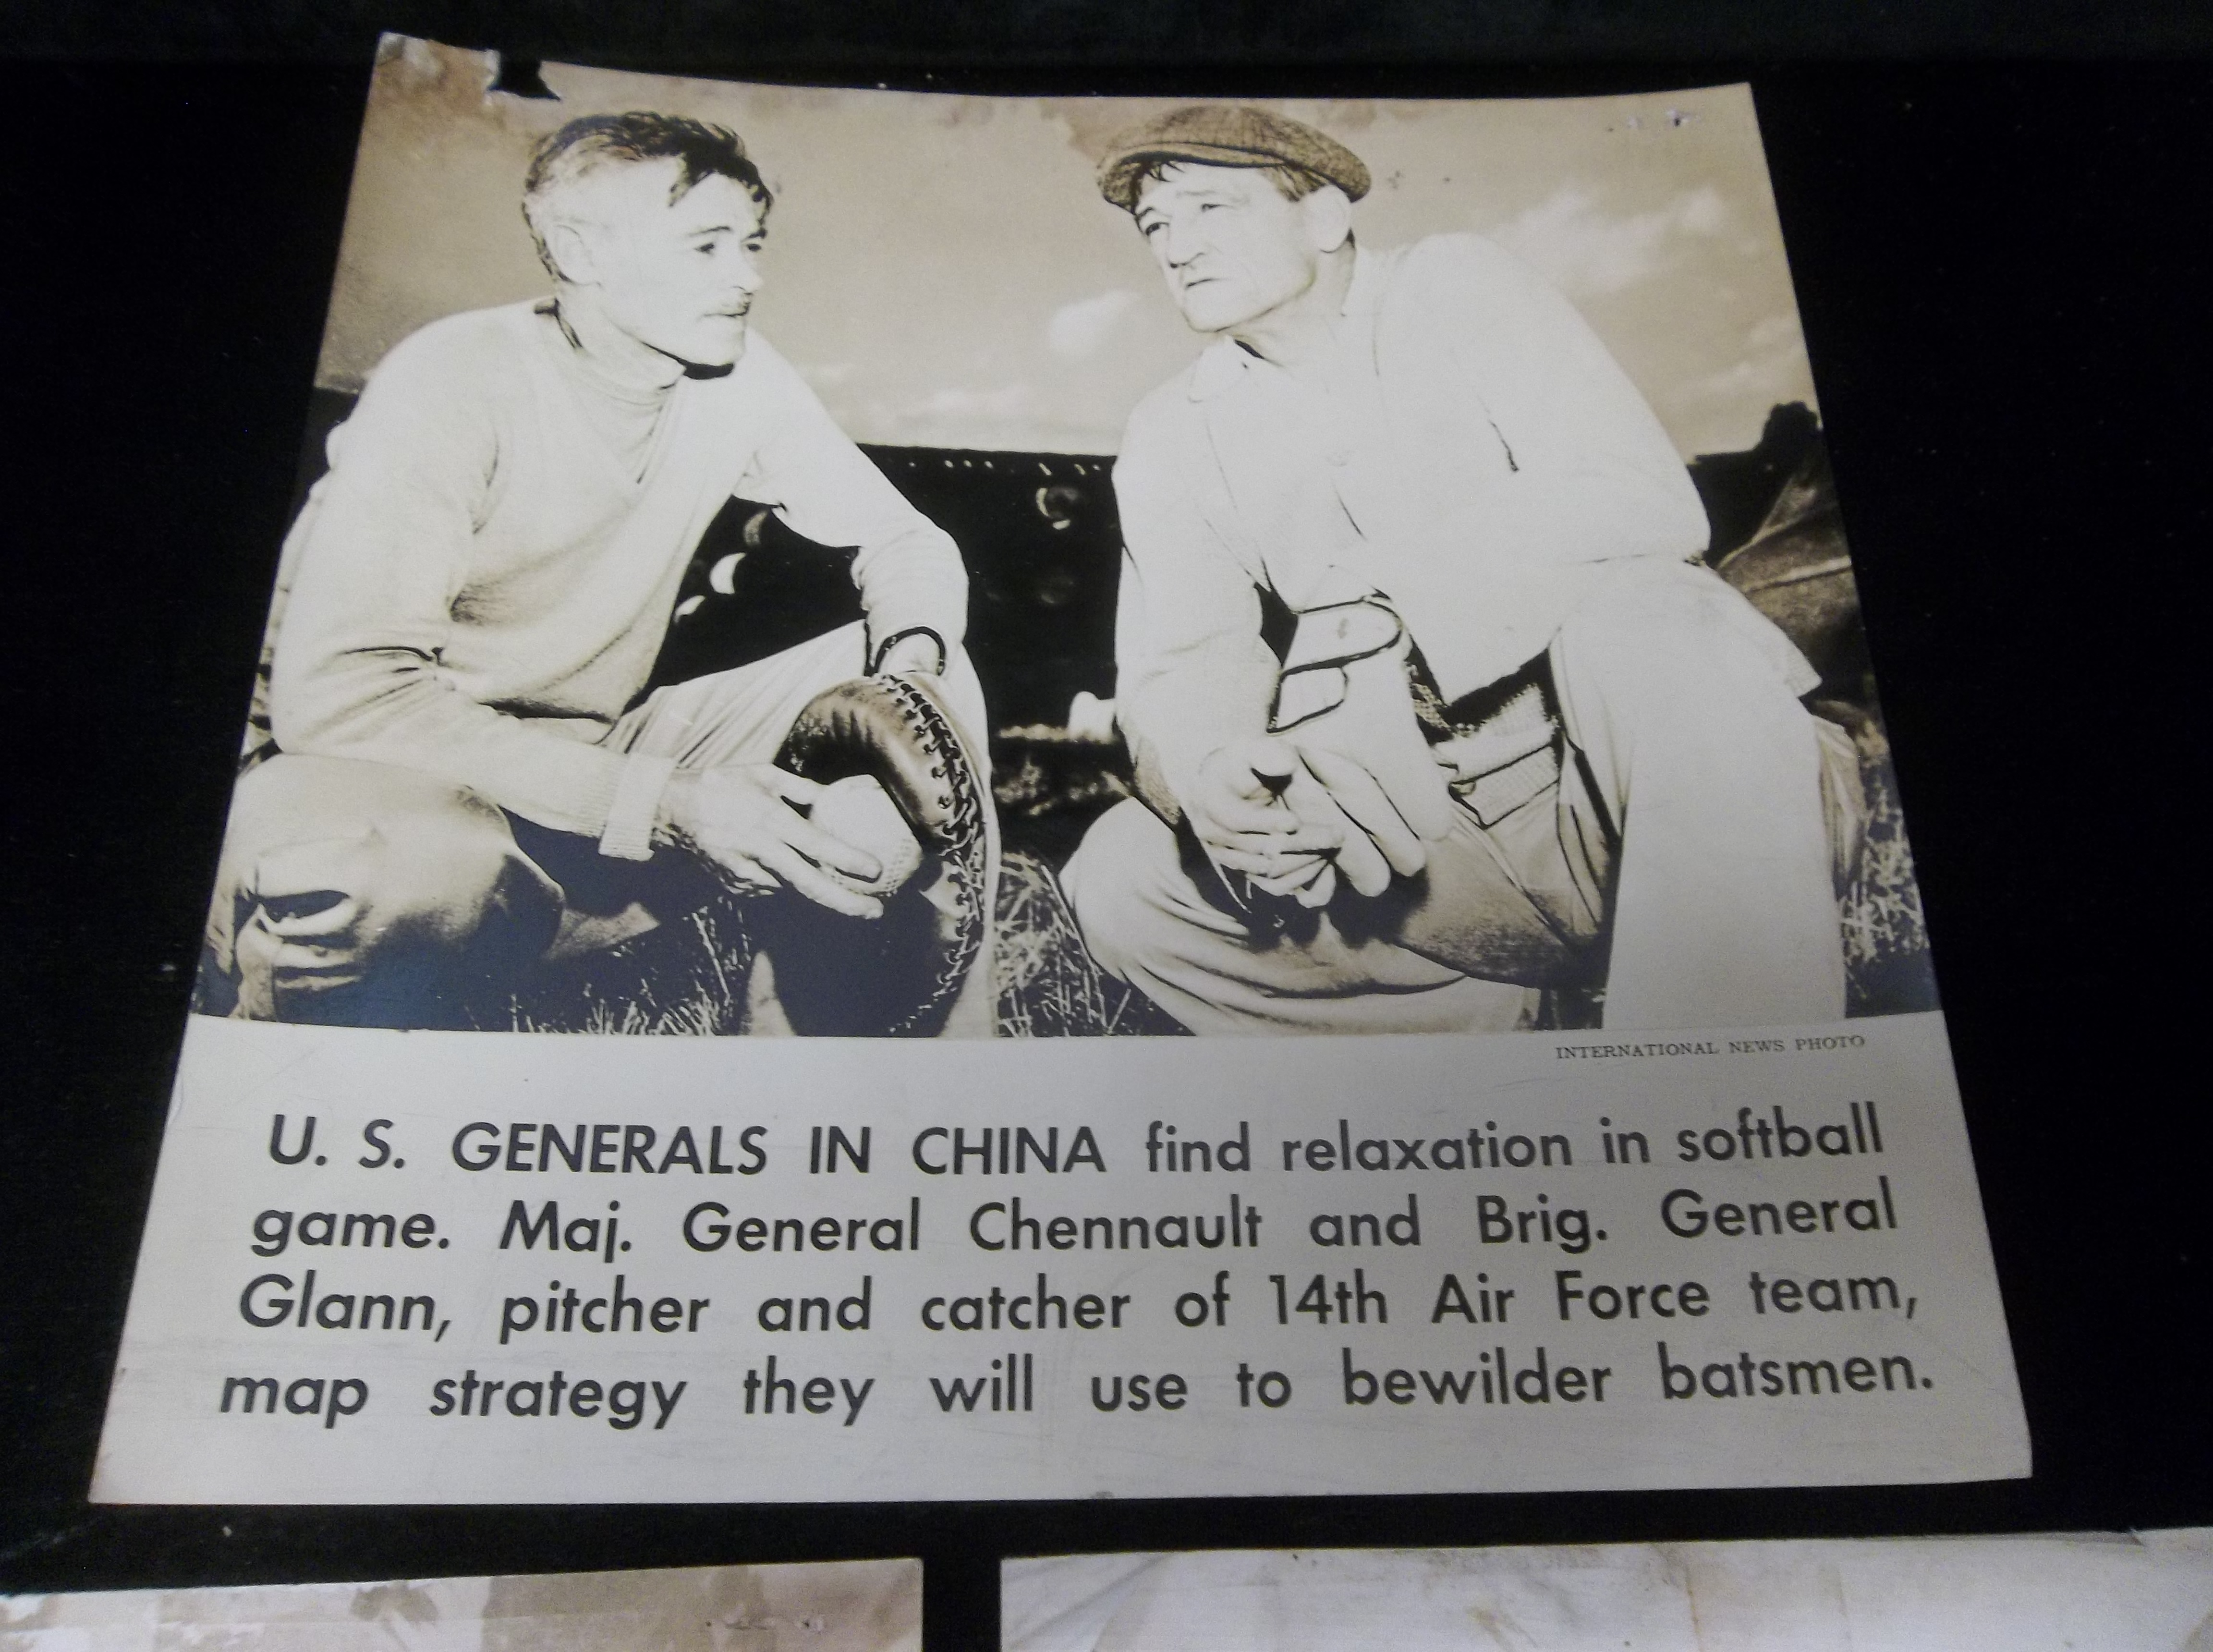 INTERNATIONAL NEWS PHOTO
U. S. GENERALS IN CHINA find relaxation in softball
game. Maj. General Chennault and Brig. General
Glann, pitcher and catcher of 14th Air Force team,
map strategy they will use to bewilder batsmen.